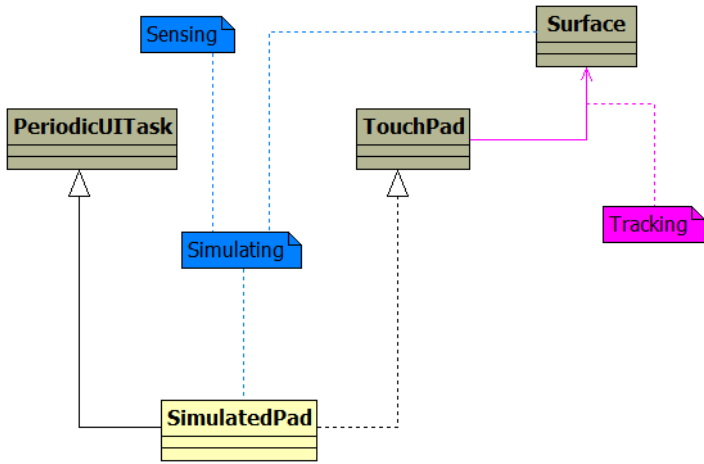 Surface
Sensing
PeriodicUITask
TouchPad
Tracking
Simulating
SimulatedPad